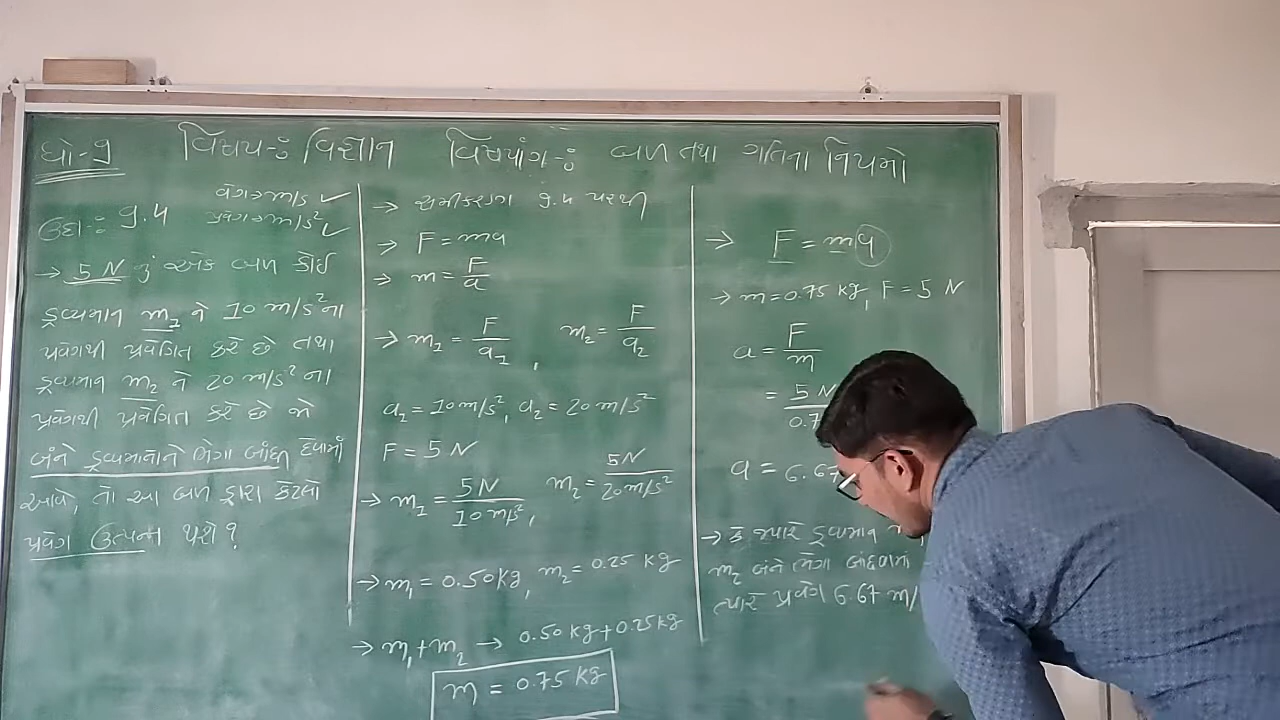 ધો-9 વિષય-ઃ વિજ્ઞાન વિષયાંગ-ઃ બળ તથા ગતિના નિયમો
વેગ→m/s ✓
પ્રવેગ→m/s² ✓
ઉદા-ઃ 9.4
→ 5 N નું એક બળ કોઈ
દ્રવ્યમાન m₁ ને 10 m/s² ના
પ્રવેગથી પ્રવેગિત કરે છે તથા
દ્રવ્યમાન m₂ ને 20 m/s² ના
પ્રવેગથી પ્રવેગિત કરે છે જો
બંને દ્રવ્યમાનોને ભેગા બાંધી દેવામાં
આવે, તો આ બળ દ્વારા કેટલો
પ્રવેગ ઉત્પન્ન થશે?
→ સમીકરણ 9.4 પરથી
→ F = ma
→ m = F/a
→ m₁ = F/a₁ , m₂ = F/a₂
a₁ = 10 m/s², a₂ = 20 m/s²
F = 5 N
→ m₁ = 5N/10 m/s², m₂ = 5N/20 m/s²
→ m₁ = 0.50 kg, m₂ = 0.25 kg
→ m₁ + m₂ → 0.50 kg + 0.25 kg
m = 0.75 kg
→ F = ma
→ m = 0.75 kg, F = 5 N
a = F/m
= 5 N/0.7
a = 6.67
→ કે જ્યારે દ્રવ્યમાન
m₂ બંને ભેગા બાંધવામાં
ત્યારે પ્રવેગ 6.67 m/